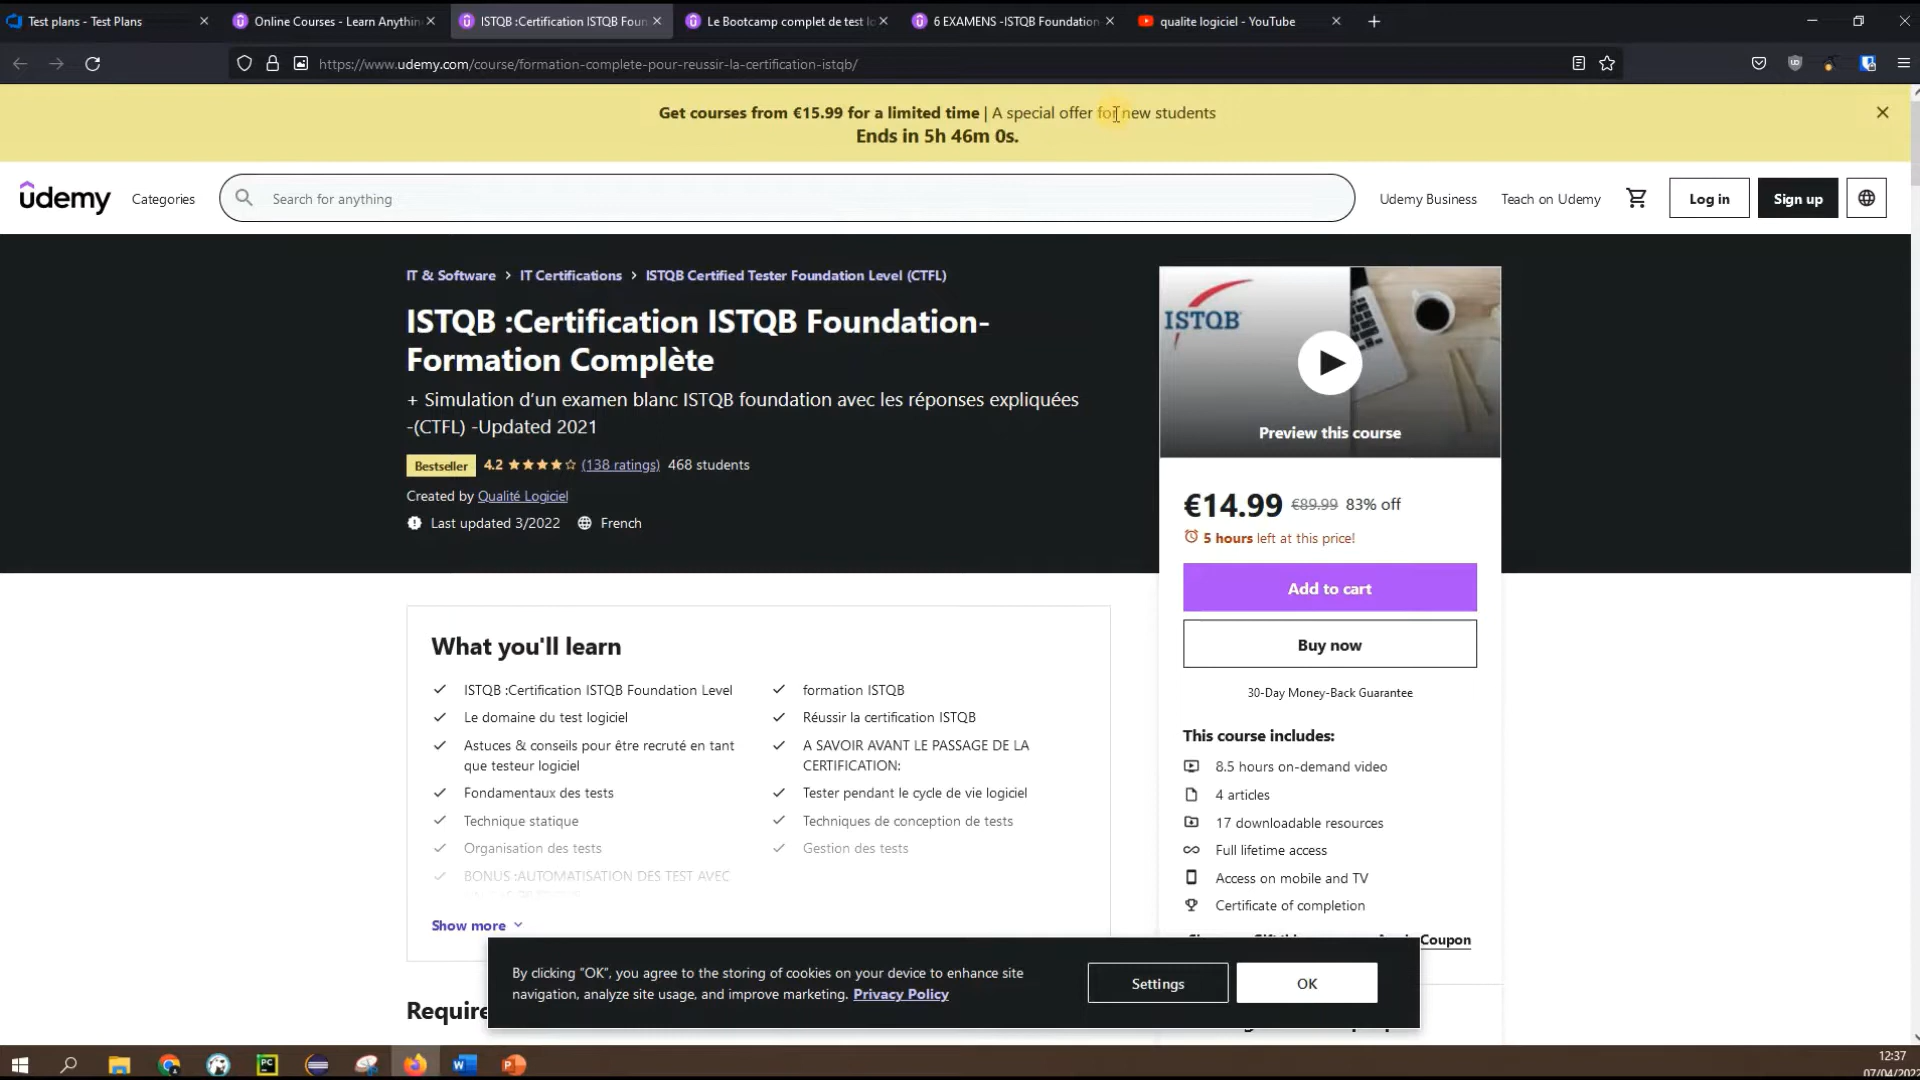 Test plans - Test Plans
Online Courses - Learn Anythin
ISTQB :Certification ISTQB Foun
Le Bootcamp complet de test lo
6 EXAMENS -ISTQB Foundation
qualite logiciel - YouTube
https://www.udemy.com/course/formation-complete-pour-reussir-la-certification-istqb/
Get courses from €15.99 for a limited time | A special offer for new students
Ends in 5h 46m 0s.
udemy
Categories
Search for anything
Udemy Business
Teach on Udemy
Log in
Sign up
IT & Software > IT Certifications > ISTQB Certified Tester Foundation Level (CTFL)
ISTQB :Certification ISTQB Foundation-
Formation Complète
+ Simulation d’un examen blanc ISTQB foundation avec les réponses expliquées
-(CTFL) -Updated 2021
Bestseller 4.2 (138 ratings) 468 students
Created by Qualité Logiciel
Last updated 3/2022 French
ISTQB
Preview this course
€14.99 €89.99 83% off
5 hours left at this price!
Add to cart
Buy now
30-Day Money-Back Guarantee
This course includes:
8.5 hours on-demand video
4 articles
17 downloadable resources
Full lifetime access
Access on mobile and TV
Certificate of completion
Coupon
What you'll learn
ISTQB :Certification ISTQB Foundation Level
formation ISTQB
Le domaine du test logiciel
Réussir la certification ISTQB
Astuces & conseils pour être recruté en tant
que testeur logiciel
A SAVOIR AVANT LE PASSAGE DE LA
CERTIFICATION:
Fondamentaux des tests
Tester pendant le cycle de vie logiciel
Technique statique
Techniques de conception de tests
Organisation des tests
Gestion des tests
BONUS :AUTOMATISATION DES TEST AVEC
Show more
Require
By clicking “OK”, you agree to the storing of cookies on your device to enhance site
navigation, analyze site usage, and improve marketing. Privacy Policy
Settings
OK
12:37
07/04/202